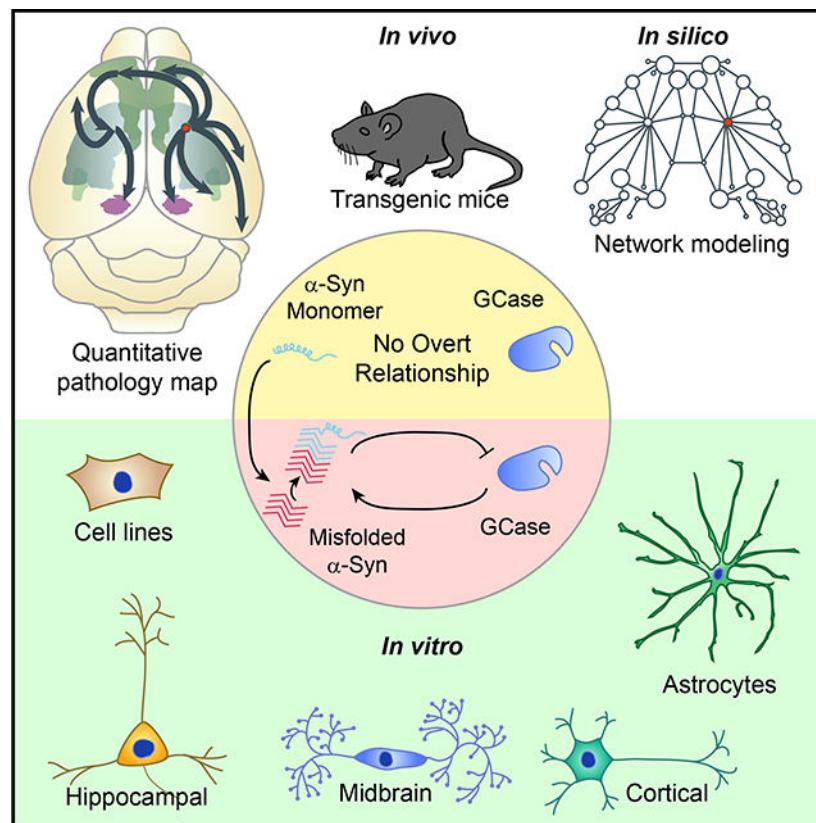 In vivo
In silico
Transgenic mice
Network modeling
Quantitative
pathology map
α-Syn
Monomer
GCase
No Overt
Relationship
Misfolded
α-Syn
GCase
Cell lines
In vitro
Astrocytes
Hippocampal
Midbrain
Cortical